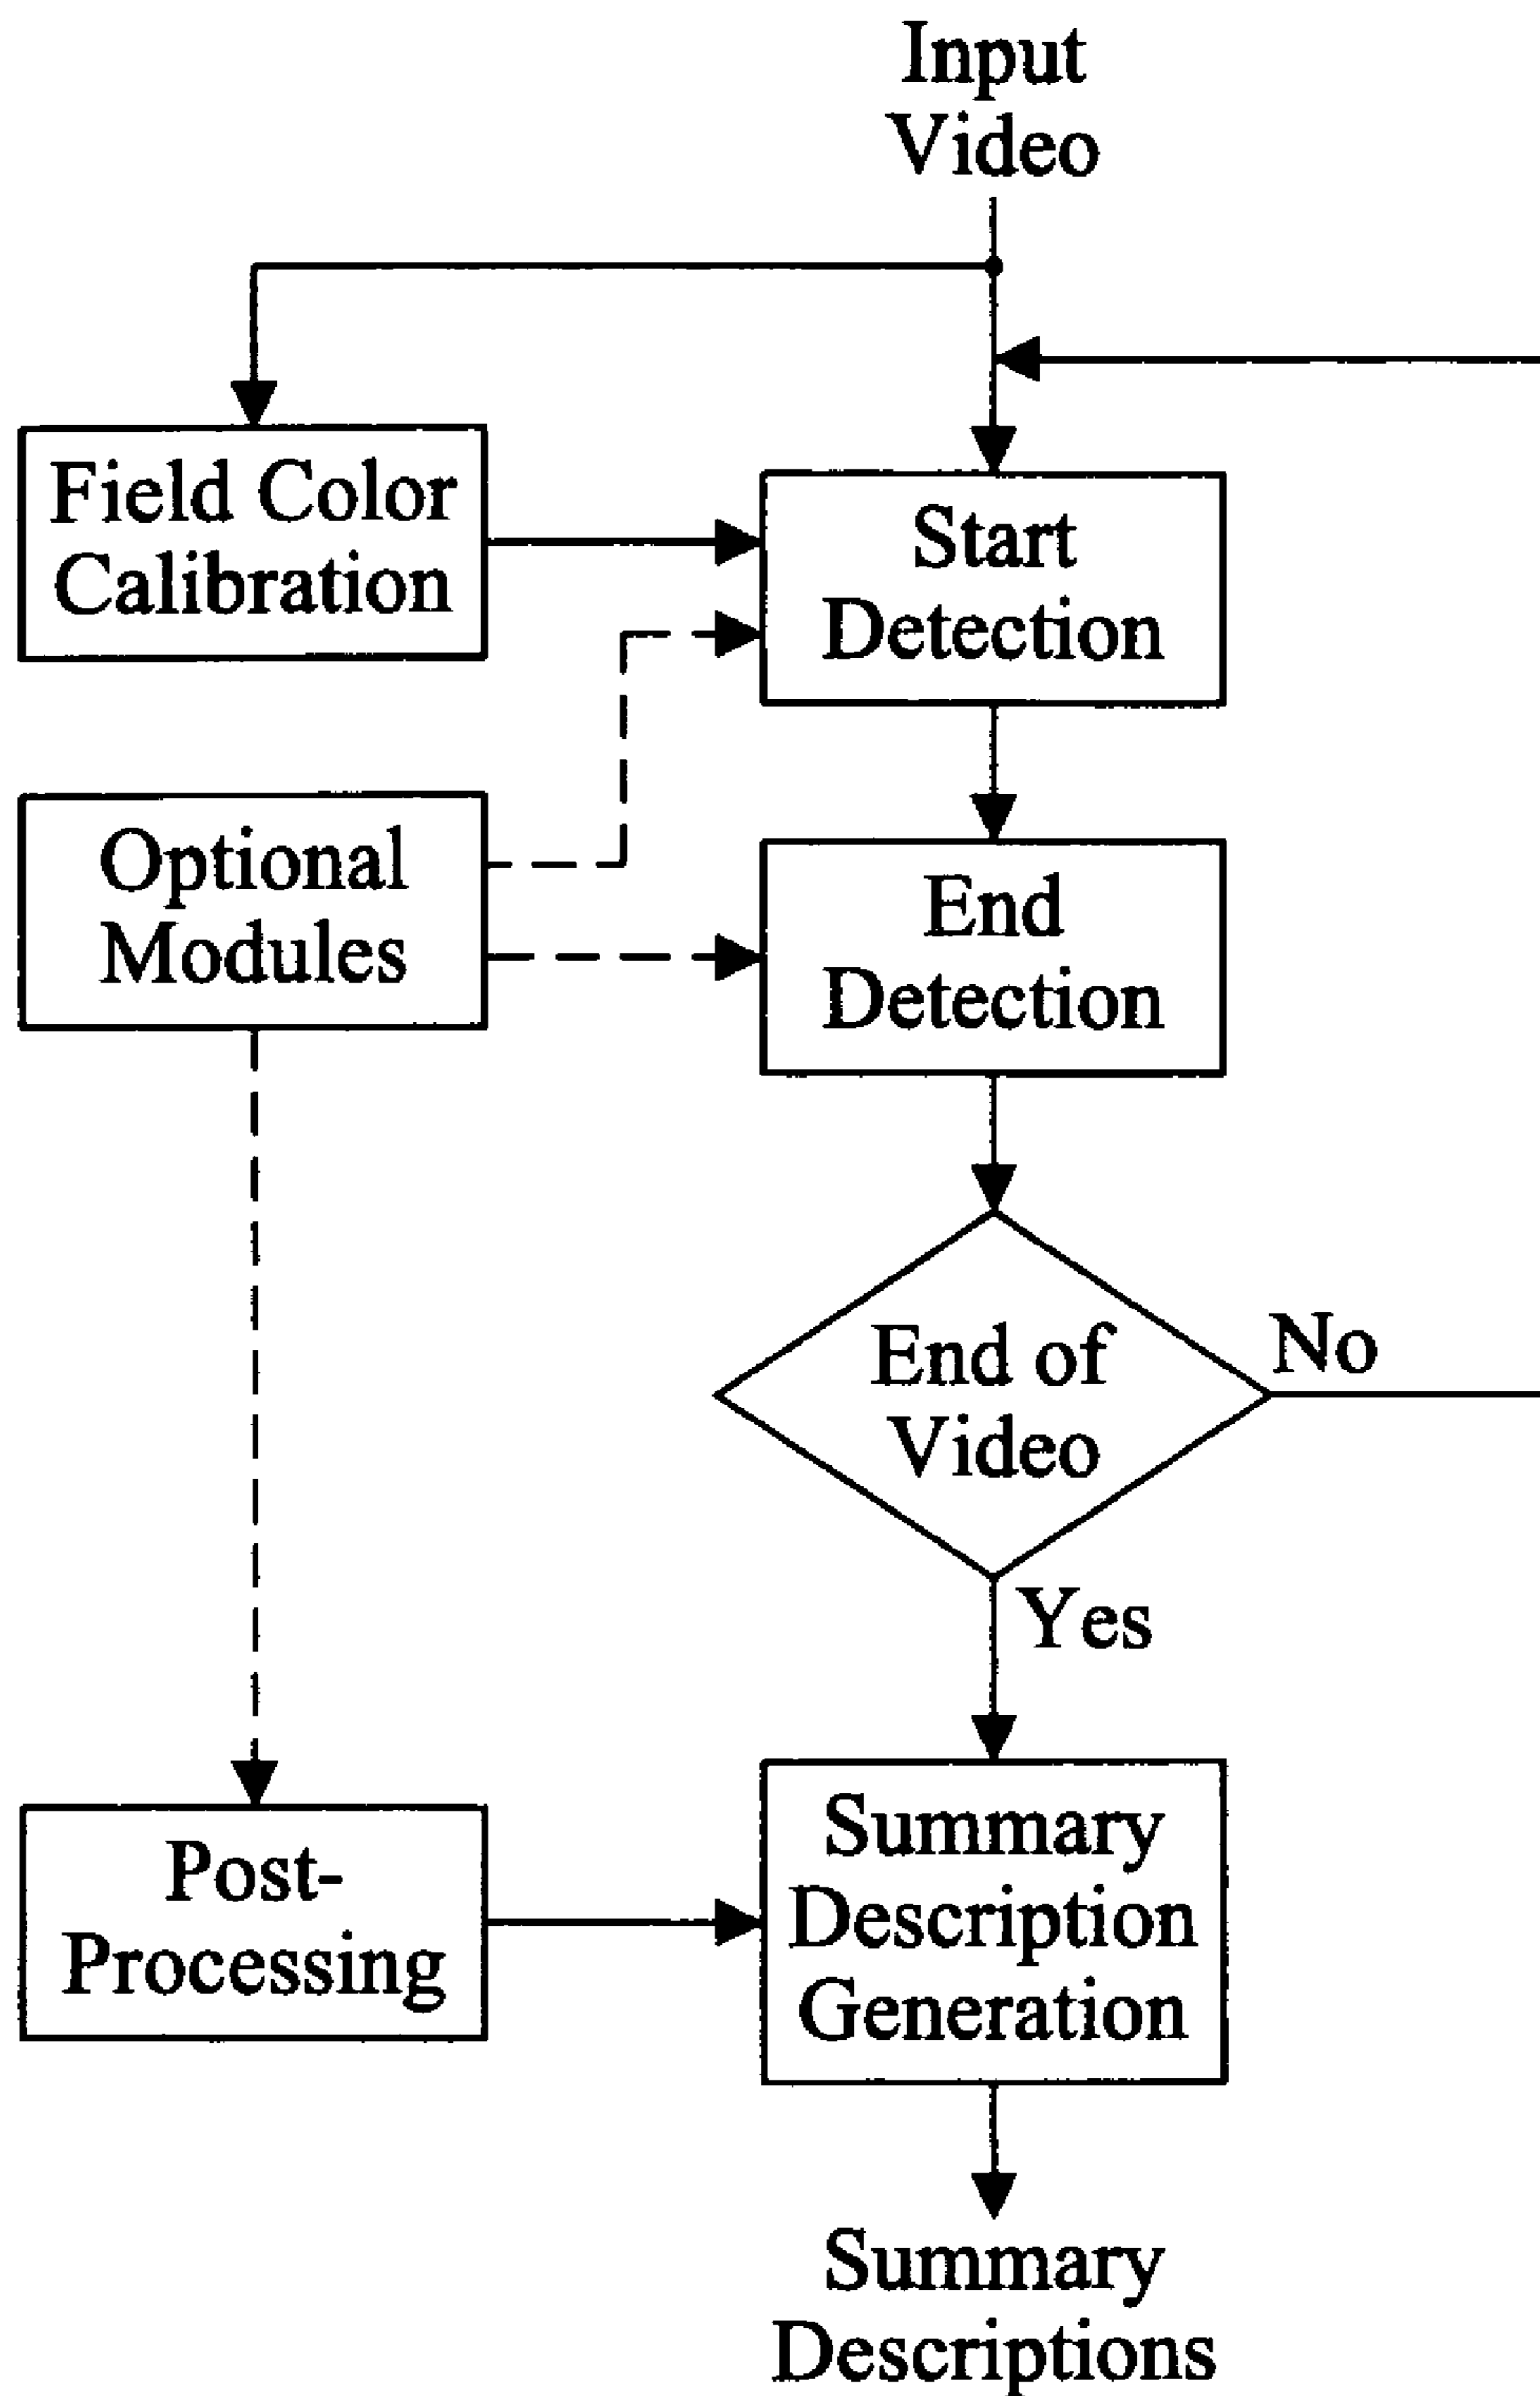 Input
Video
Field Color
Calibration
Start
Detection
Optional
Modules
End
Detection
End of
Video
No
Yes
Post-
Processing
Summary
Description
Generation
Summary
Descriptions